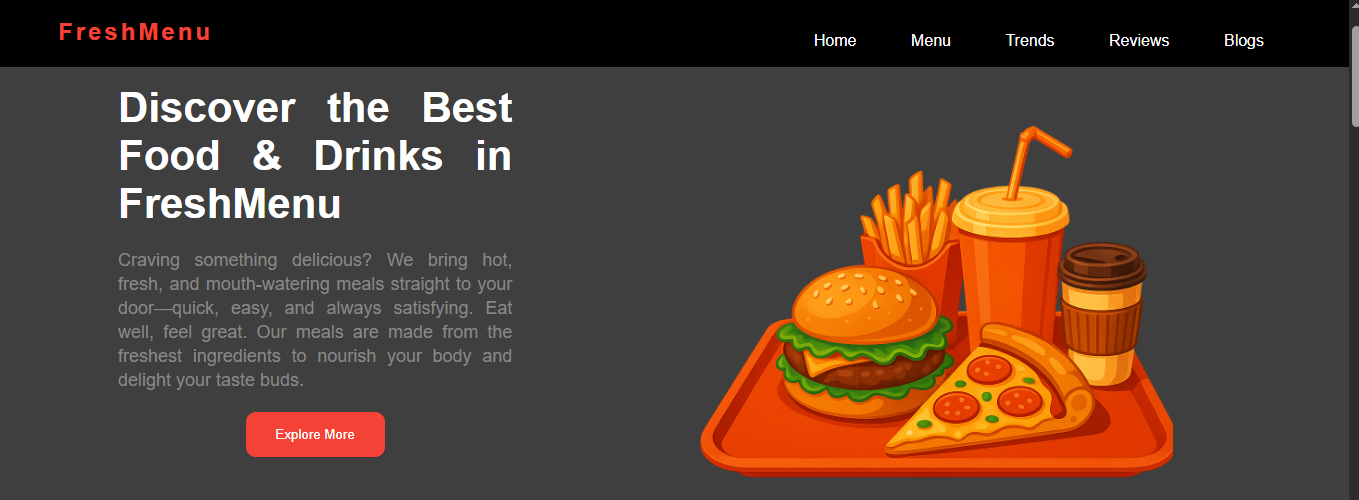 FreshMenu
Home Menu Trends Reviews Blogs
Discover the Best
Food & Drinks in
FreshMenu
Craving something delicious? We bring hot,
fresh, and mouth-watering meals straight to your
door—quick, easy, and always satisfying. Eat
well, feel great. Our meals are made from the
freshest ingredients to nourish your body and
delight your taste buds.
Explore More